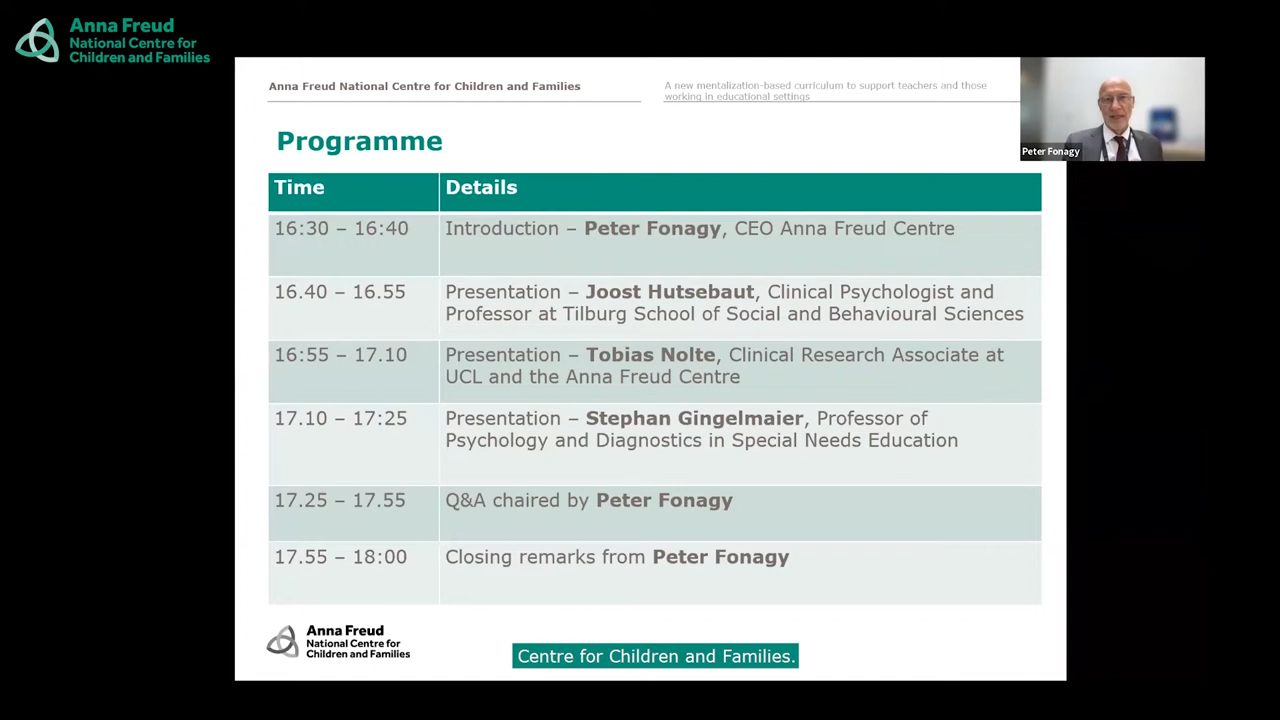 Anna Freud
National Centre for
Children and Families
Anna Freud National Centre for Children and Families
A new mentalization-based curriculum to support teachers and those
working in educational settings
Peter Fonagy
Programme
Time Details
16:30 – 16:40 Introduction – Peter Fonagy, CEO Anna Freud Centre
16.40 – 16.55 Presentation – Joost Hutsebaut, Clinical Psychologist and
Professor at Tilburg School of Social and Behavioural Sciences
16:55 – 17.10 Presentation – Tobias Nolte, Clinical Research Associate at
UCL and the Anna Freud Centre
17.10 – 17:25 Presentation – Stephan Gingelmaier, Professor of
Psychology and Diagnostics in Special Needs Education
17.25 – 17.55 Q&A chaired by Peter Fonagy
17.55 – 18:00 Closing remarks from Peter Fonagy
Anna Freud
National Centre for
Children and Families
Centre for Children and Families.